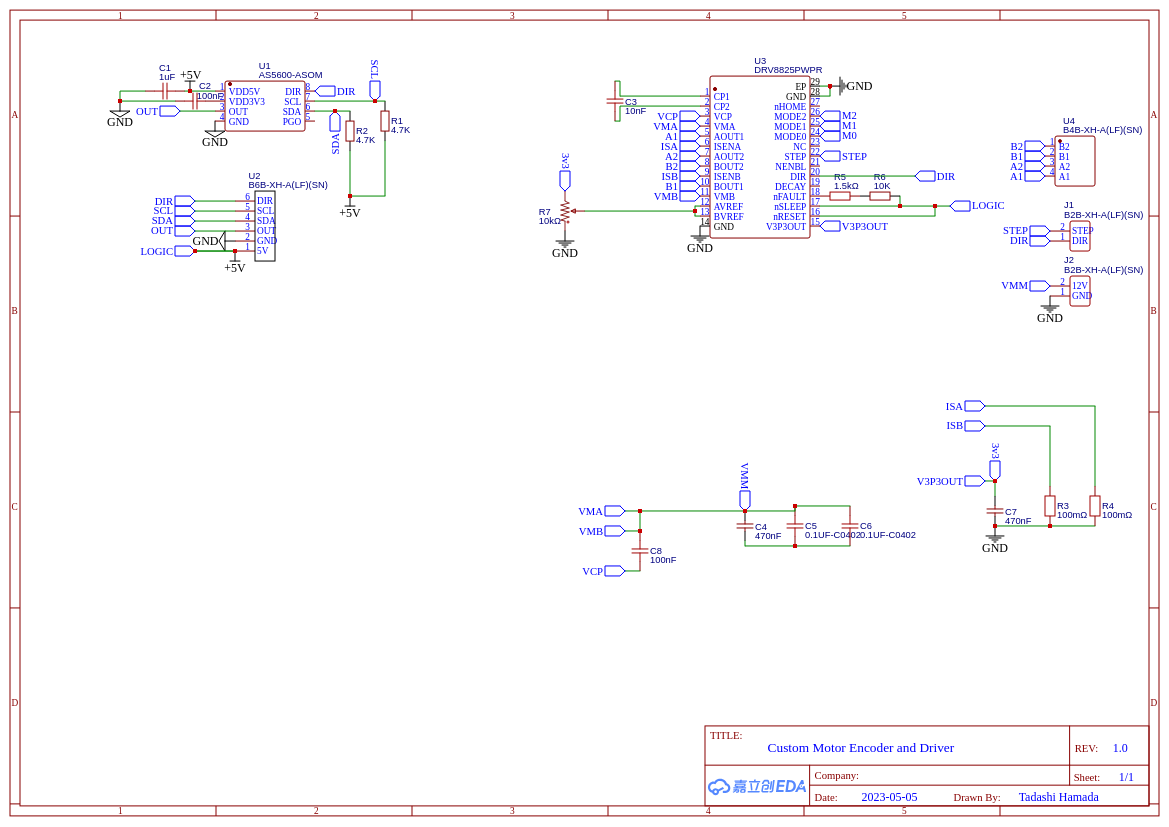 1 2 3 4 5
A
B
C
D
A
B
C
D
C1
1uF
+5V
GND
C2
100nF
OUT
GND
U1
AS5600-ASOM
1 VDD5V
2 VDD3V3
3 OUT
4 GND
DIR 8
SCL 7
SDA 6
PGO 5
DIR
SCL
SDA
R2
4.7K
R1
4.7K
+5V
U2
B6B-XH-A(LF)(SN)
DIR 6 DIR
SCL 5 SCL
SDA 4 SDA
OUT 3 OUT
GND 2 GND
LOGIC 1 5V
+5V
3v3
R7
10kΩ
GND
C3
10nF
U3
DRV8825PWPR
1 CP1
2 CP2
VCP 3 VCP
VMA 4 VMA
A1 5 AOUT1
ISA 6 ISENA
A2 7 AOUT2
B2 8 BOUT2
ISB 9 ISENB
B1 10 BOUT1
VMB 11 VMB
12 AVREF
13 BVREF
14 GND
GND
EP 29
GND 28
GND
nHOME 27
MODE2 26 M2
MODE1 25 M1
MODE0 24 M0
NC 23
STEP 22 STEP
NENBL 21
DIR 20 DIR
DECAY 19
nFAULT 18
nSLEEP 17
nRESET 16
V3P3OUT 15 V3P3OUT
R5
1.5kΩ
R6
10K
LOGIC
U4
B4B-XH-A(LF)(SN)
B2 1 B2
B1 2 B1
A2 3 A2
A1 4 A1
J1
B2B-XH-A(LF)(SN)
STEP 2 STEP
DIR 1 DIR
J2
B2B-XH-A(LF)(SN)
VMM 2 12V
1 GND
GND
ISA
ISB
3v3
V3P3OUT
C7
470nF
GND
R3
100mΩ
R4
100mΩ
VMM
VMA
VMB
VCP
C8
100nF
C4
470nF
C5
0.1UF-C0402
C6
0.1UF-C0402
TITLE:
Custom Motor Encoder and Driver
REV: 1.0
嘉立创EDA
Company:
Sheet: 1/1
Date: 2023-05-05
Drawn By: Tadashi Hamada
1 2 3 4 5